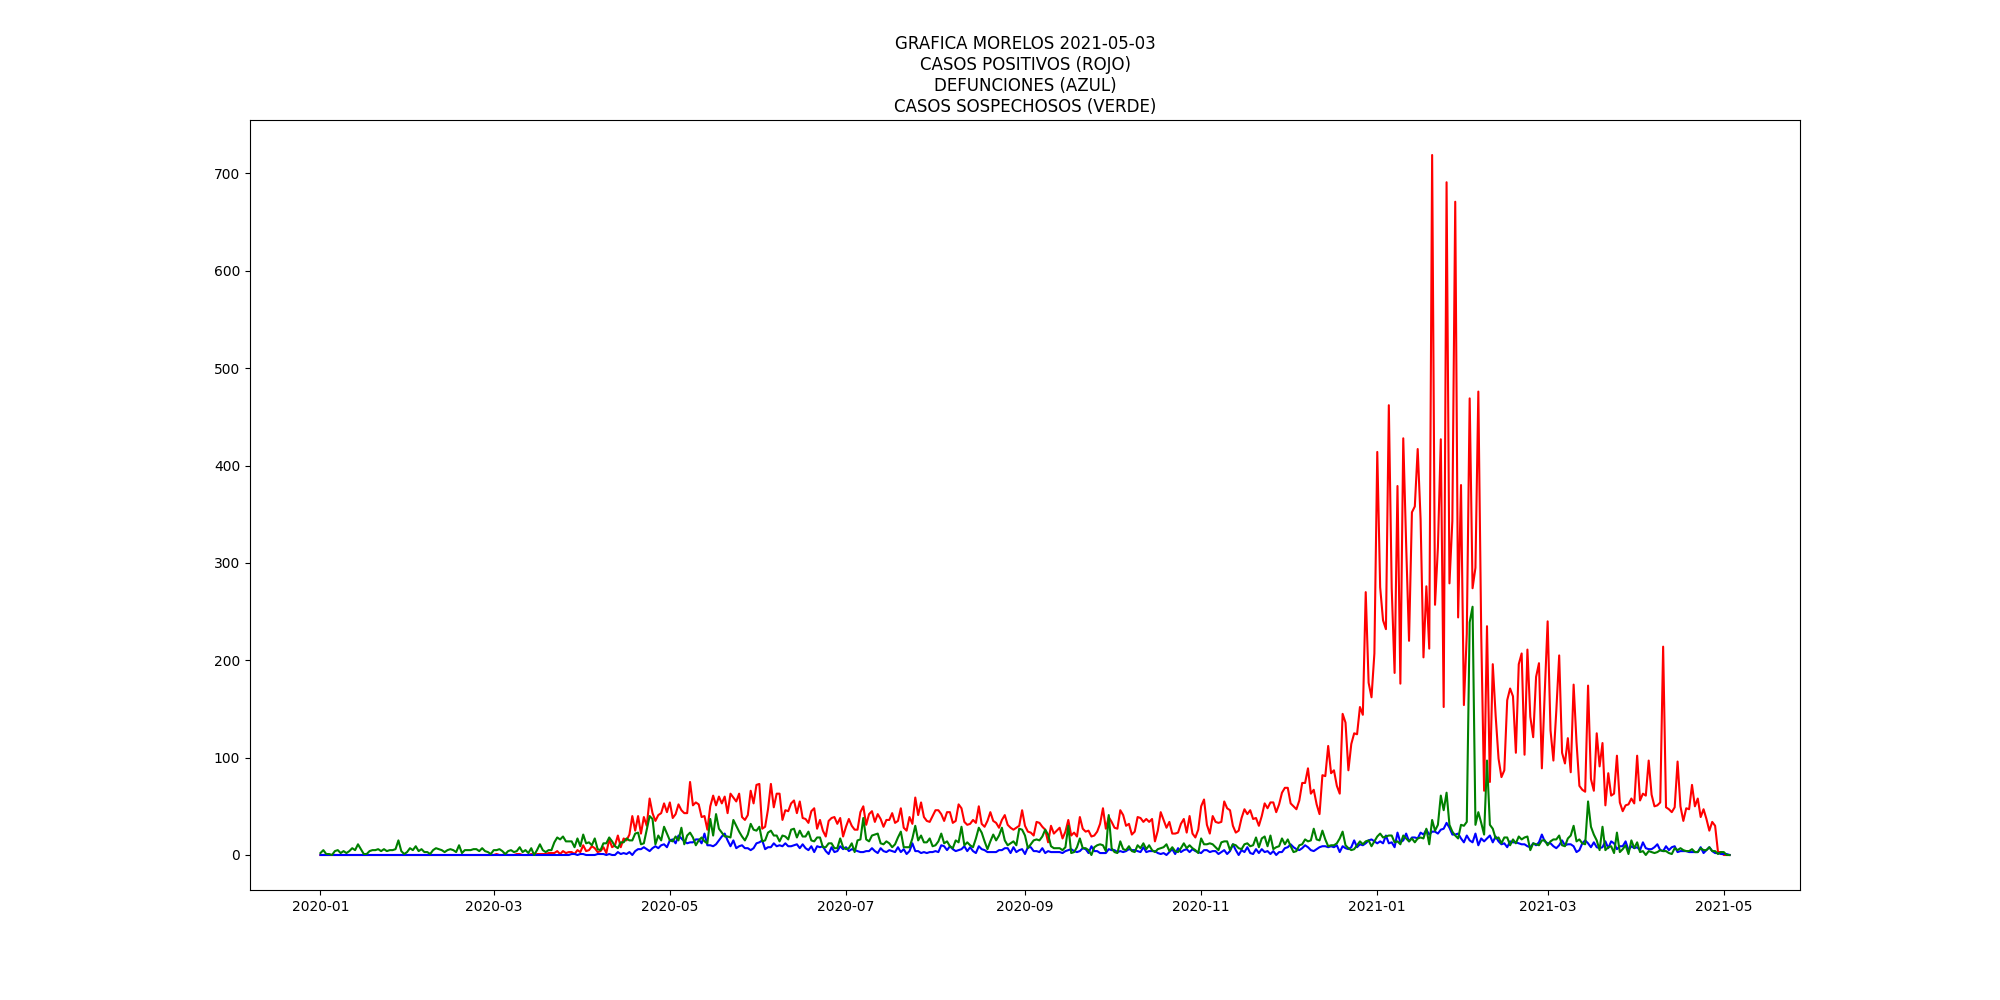 GRAFICA MORELOS 2021-05-03
CASOS POSITIVOS (ROJO)
DEFUNCIONES (AZUL)
CASOS SOSPECHOSOS (VERDE)
700
600
500
400
300
200
100
0
2020-01 2020-03 2020-05 2020-07 2020-09 2020-11 2021-01 2021-03 2021-05